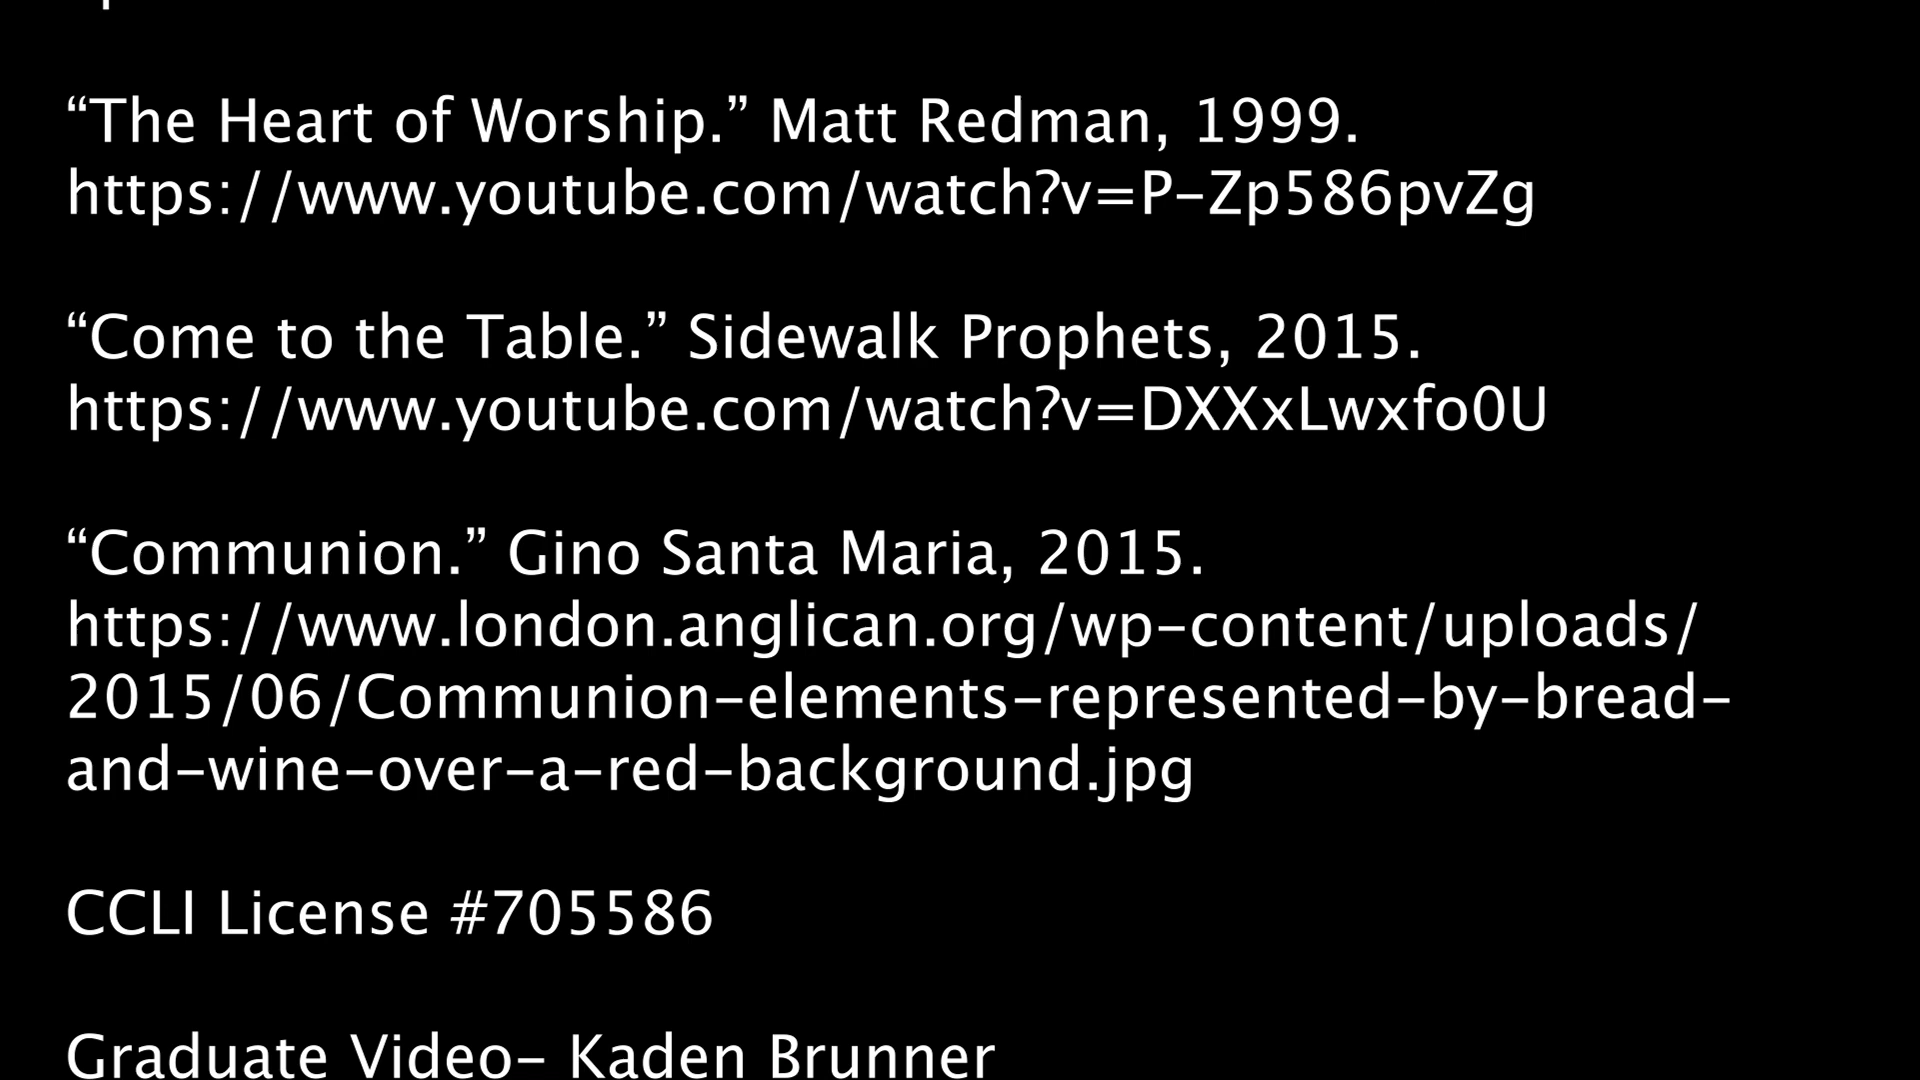 “The Heart of Worship.” Matt Redman, 1999.
https://www.youtube.com/watch?v=P-Zp586pvZg
“Come to the Table.” Sidewalk Prophets, 2015.
https://www.youtube.com/watch?v=DXXxLwxfo0U
“Communion.” Gino Santa Maria, 2015.
https://www.london.anglican.org/wp-content/uploads/
2015/06/Communion-elements-represented-by-bread-
and-wine-over-a-red-background.jpg
CCLI License #705586
Graduate Video- Kaden Brunner